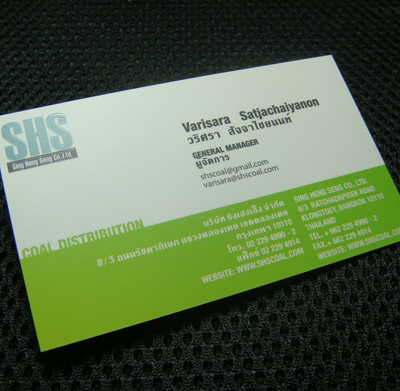 SHS
Sing Heng Seng Co.,Ltd.
Varisara Satjachaiyanon
วริศรา สัจจาไชยนนท์
GENERAL MANAGER
ผู้จัดการ
shscoal@gmail.com
varisara@shscoal.com
COAL DISTRIBUTION
บริษัท ซิงเฮงเส็ง จำกัด
8/3 ถนนรัชดาภิเษก แขวงคลองเตย เขตคลองเตย
กรุงเทพฯ 10110
โทร. 02 229 4990 - 2
แฟ็กซ์ 02 229 4914
WEBSITE: WWW.SHSCOAL.COM
SING HENG SENG CO., LTD.
8/3 RATCHADAPISEK ROAD
KLONGTOEY, BANGKOK 10110
THAILAND
TEL. + 662 229 4990 - 2
FAX + 662 229 4914
WEBSITE: WWW.SHSCOAL.COM